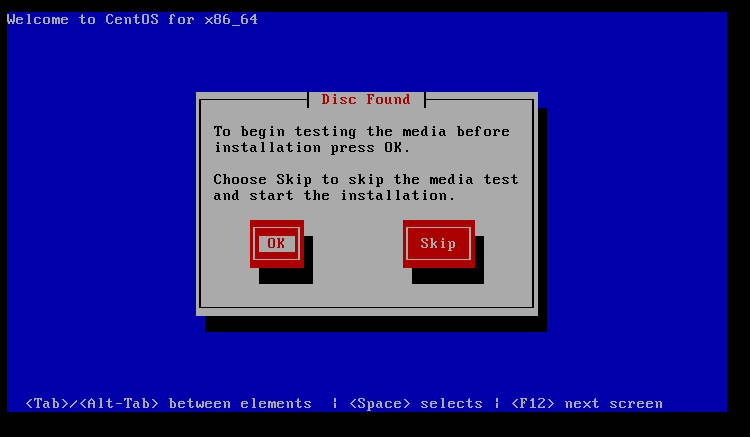 Welcome to CentOS for x86_64
Disc Found
To begin testing the media before
installation press OK.
Choose Skip to skip the media test
and start the installation.
OK Skip
<Tab>/<Alt-Tab> between elements | <Space> selects | <F12> next screen